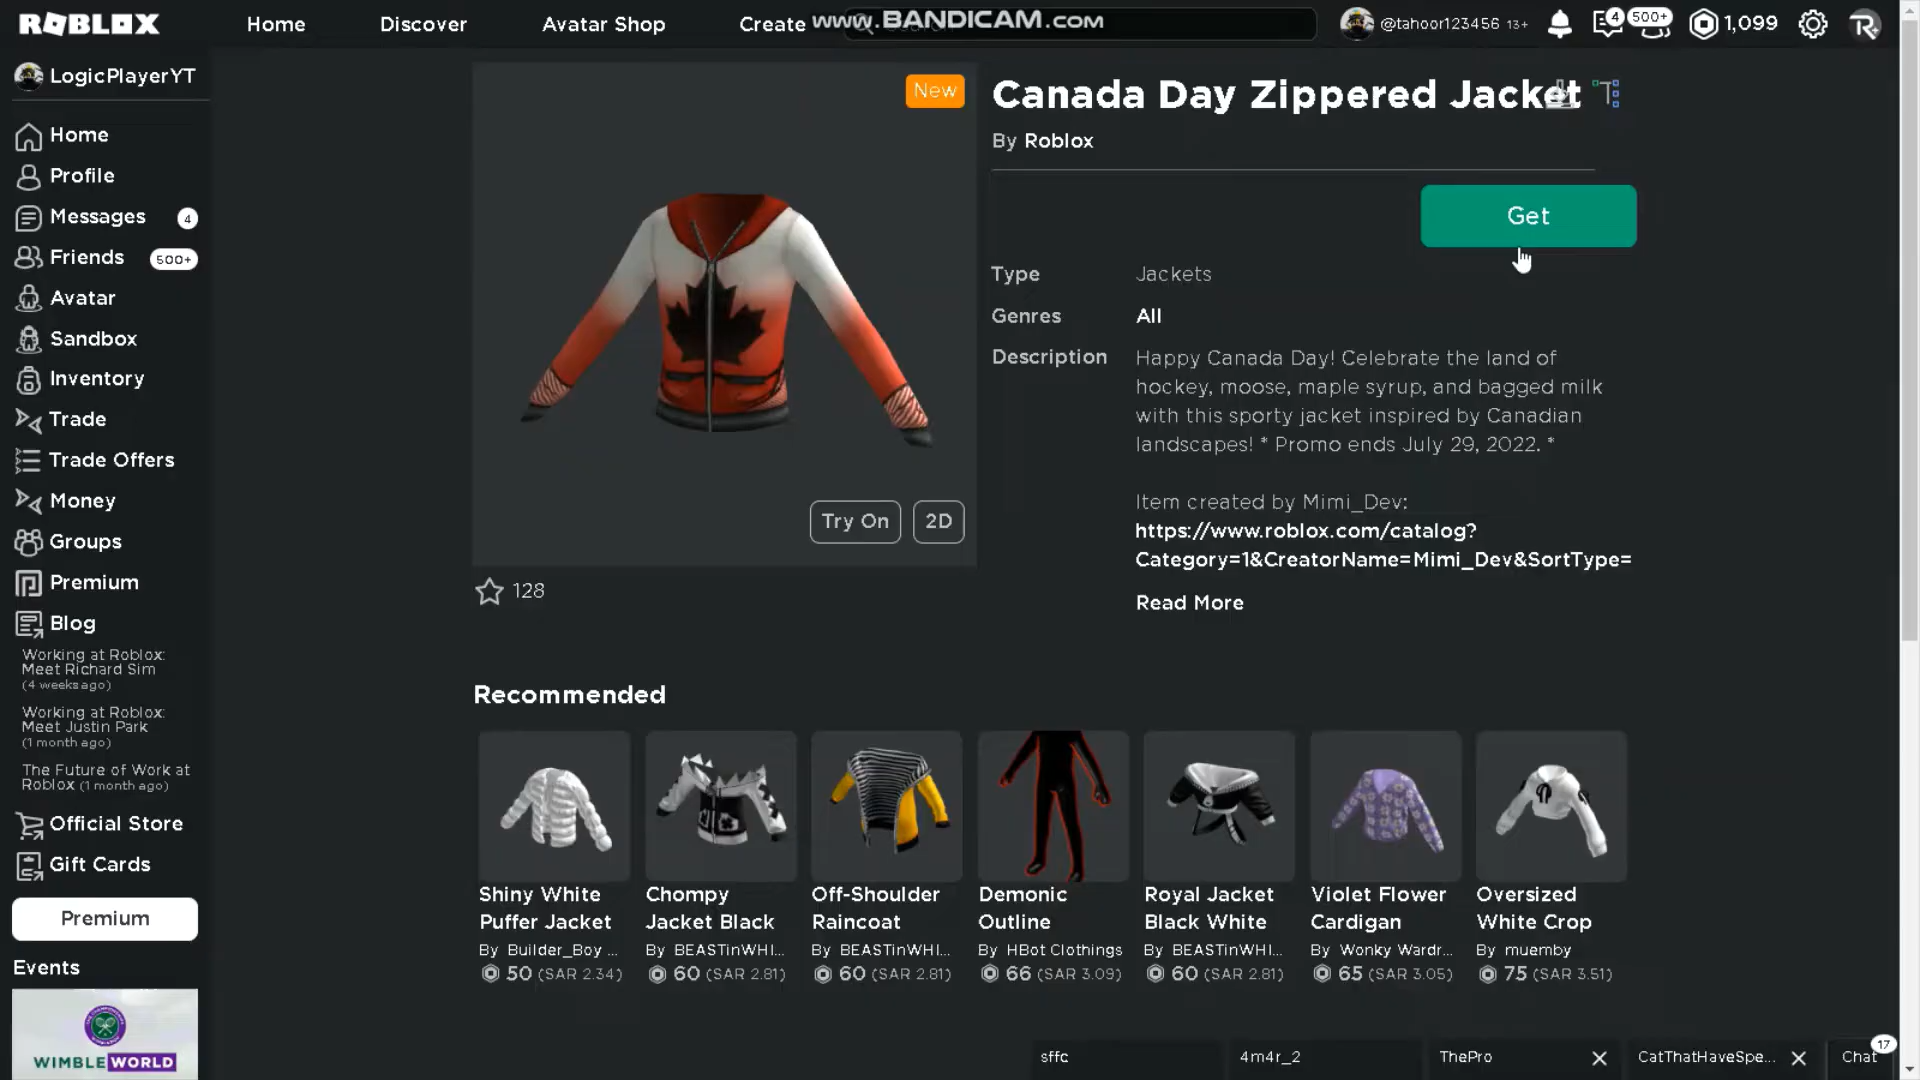 ROBLOX
Home
Discover
Avatar Shop
Create
www.BANDICAM.com
@tahoor123456 13+
4
500+
1,099
LogicPlayerYT
Home
Profile
Messages
4
Friends
500+
Avatar
Sandbox
Inventory
Trade
Trade Offers
Money
Groups
Premium
Blog
Working at Roblox:
Meet Richard Sim
(4 weeks ago)
Working at Roblox:
Meet Justin Park
(1 month ago)
The Future of Work at
Roblox (1 month ago)
Official Store
Gift Cards
Premium
Events
WIMBLEWORLD
New
Try On
2D
128
Canada Day Zippered Jacket
By Roblox
Get
Type
Jackets
Genres
All
Description
Happy Canada Day! Celebrate the land of
hockey, moose, maple syrup, and bagged milk
with this sporty jacket inspired by Canadian
landscapes! * Promo ends July 29, 2022. *
Item created by Mimi_Dev:
https://www.roblox.com/catalog?
Category=1&CreatorName=Mimi_Dev&SortType=
Read More
Recommended
Shiny White
Puffer Jacket
By Builder_Boy ...
50 (SAR 2.34)
Chompy
Jacket Black
By BEASTinWHI...
60 (SAR 2.81)
Off-Shoulder
Raincoat
By BEASTinWHI...
60 (SAR 2.81)
Demonic
Outline
By HBot Clothings
66 (SAR 3.09)
Royal Jacket
Black White
By BEASTinWHI...
60 (SAR 2.81)
Violet Flower
Cardigan
By Wonky Wardr...
65 (SAR 3.05)
Oversized
White Crop
By muemby
75 (SAR 3.51)
sffc
4m4r_2
ThePro
CatThatHaveSpe...
Chat
17